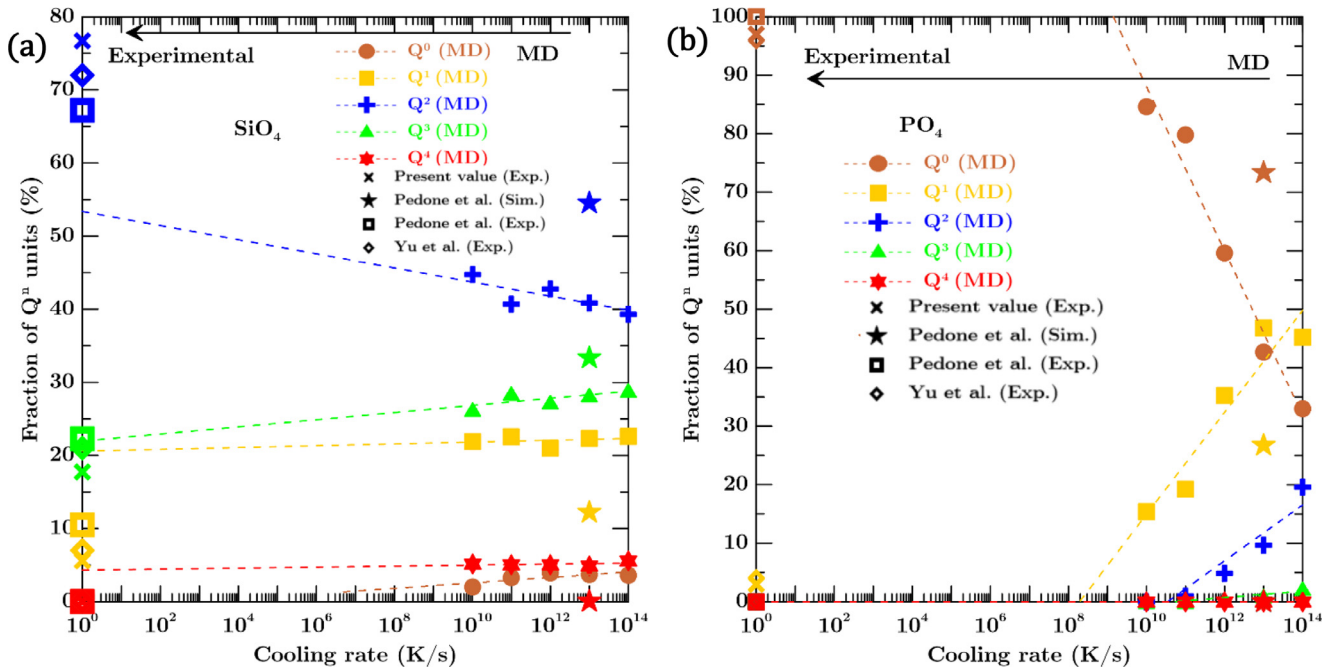 (a)
Fraction of Qⁿ units (%)
80
70
60
50
40
30
20
10
0
Experimental
MD
SiO₄
Q⁰ (MD)
Q¹ (MD)
Q² (MD)
Q³ (MD)
Q⁴ (MD)
Present value (Exp.)
Pedone et al. (Sim.)
Pedone et al. (Exp.)
Yu et al. (Exp.)
10⁰ 10² 10⁴ 10⁶ 10⁸ 10¹⁰ 10¹² 10¹⁴
Cooling rate (K/s)
(b)
Fraction of Qⁿ units (%)
100
90
80
70
60
50
40
30
20
10
0
Experimental
MD
PO₄
Q⁰ (MD)
Q¹ (MD)
Q² (MD)
Q³ (MD)
Q⁴ (MD)
Present value (Exp.)
Pedone et al. (Sim.)
Pedone et al. (Exp.)
Yu et al. (Exp.)
10⁰ 10² 10⁴ 10⁶ 10⁸ 10¹⁰ 10¹² 10¹⁴
Cooling rate (K/s)